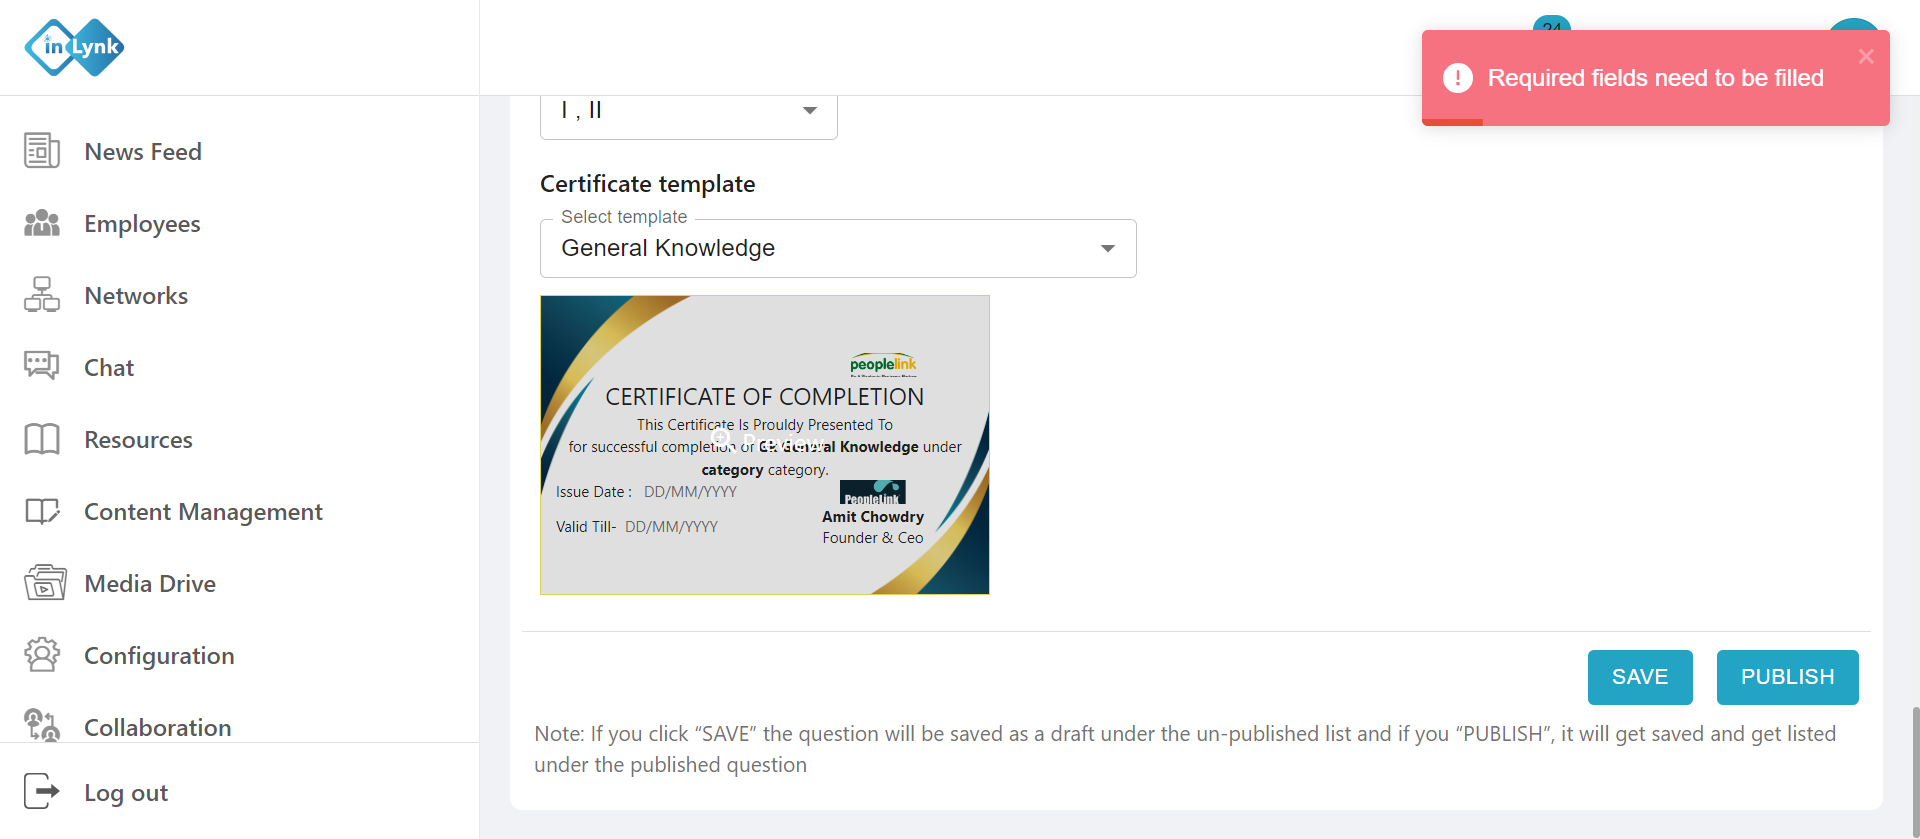 in Lynk
24
Required fields need to be filled
News Feed
Employees
Networks
Chat
Resources
Content Management
Media Drive
Configuration
Collaboration
Log out
I , II
Certificate template
Select template
General Knowledge
peoplelink
CERTIFICATE OF COMPLETION
This Certificate Is Prouldy Presented To
for successful completion of General Knowledge under
Preview
category category.
Issue Date : DD/MM/YYYY
PeopleLink
Amit Chowdry
Valid Till- DD/MM/YYYY
Founder & Ceo
SAVE
PUBLISH
Note: If you click “SAVE” the question will be saved as a draft under the un-published list and if you “PUBLISH”, it will get saved and get listed
under the published question